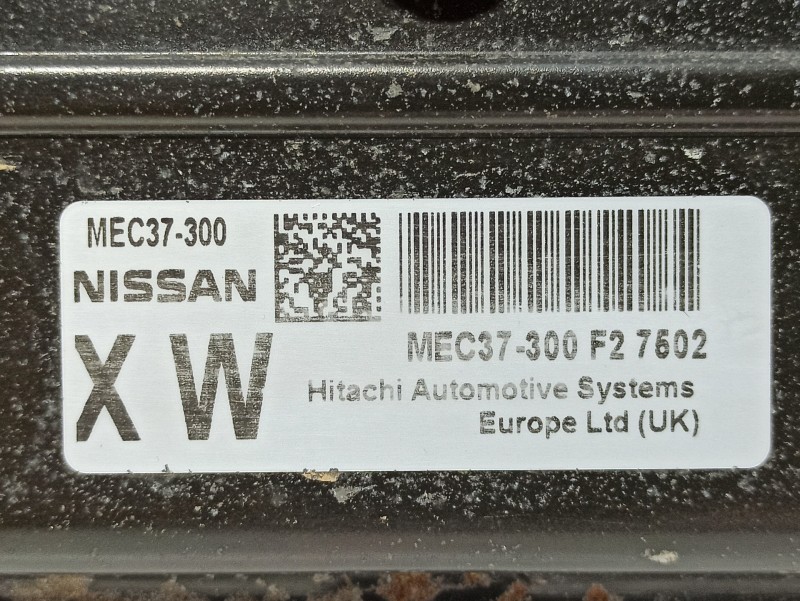 MEC37-300
NISSAN
X W
MEC37-300 F2 7602
Hitachi Automotive Systems
Europe Ltd (UK)